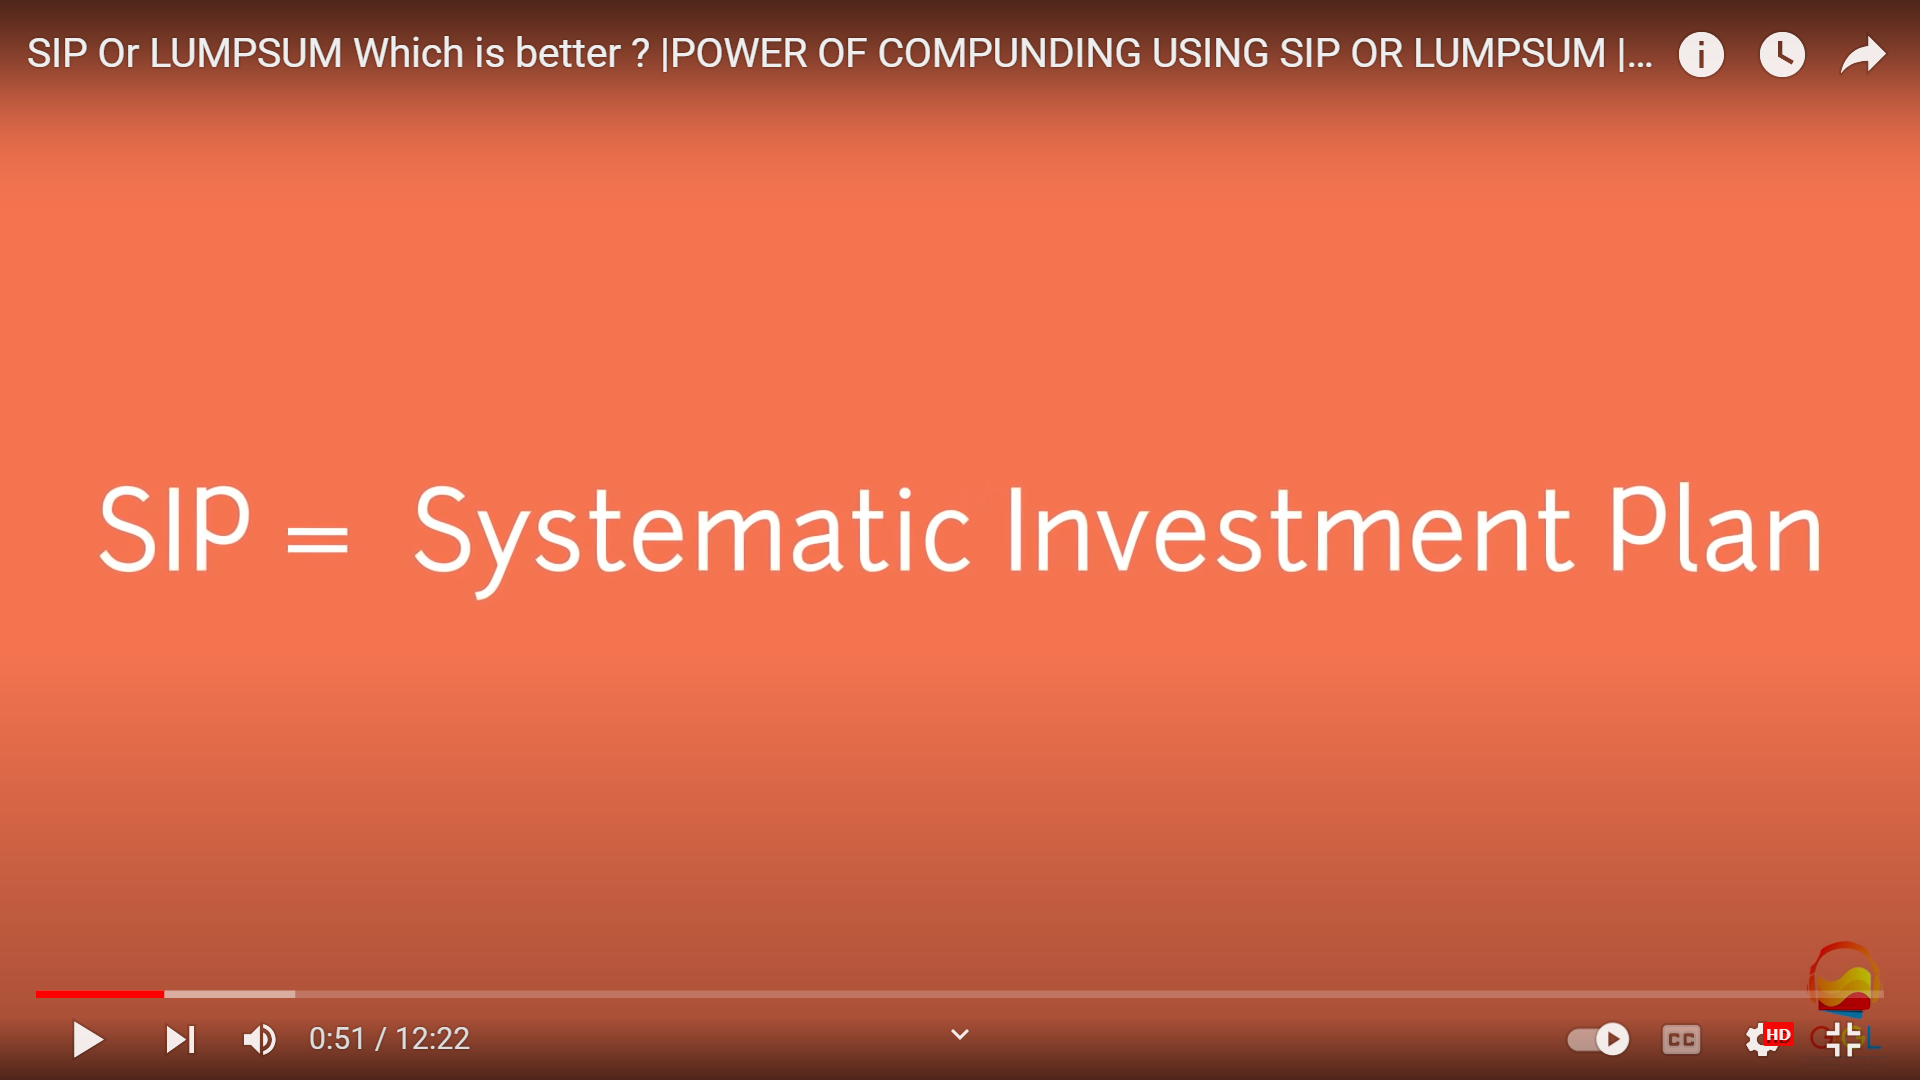 SIP Or LUMPSUM Which is better ? |POWER OF COMPUNDING USING SIP OR LUMPSUM |...
SIP = Systematic Investment Plan
0:51 / 12:22
CC
HD